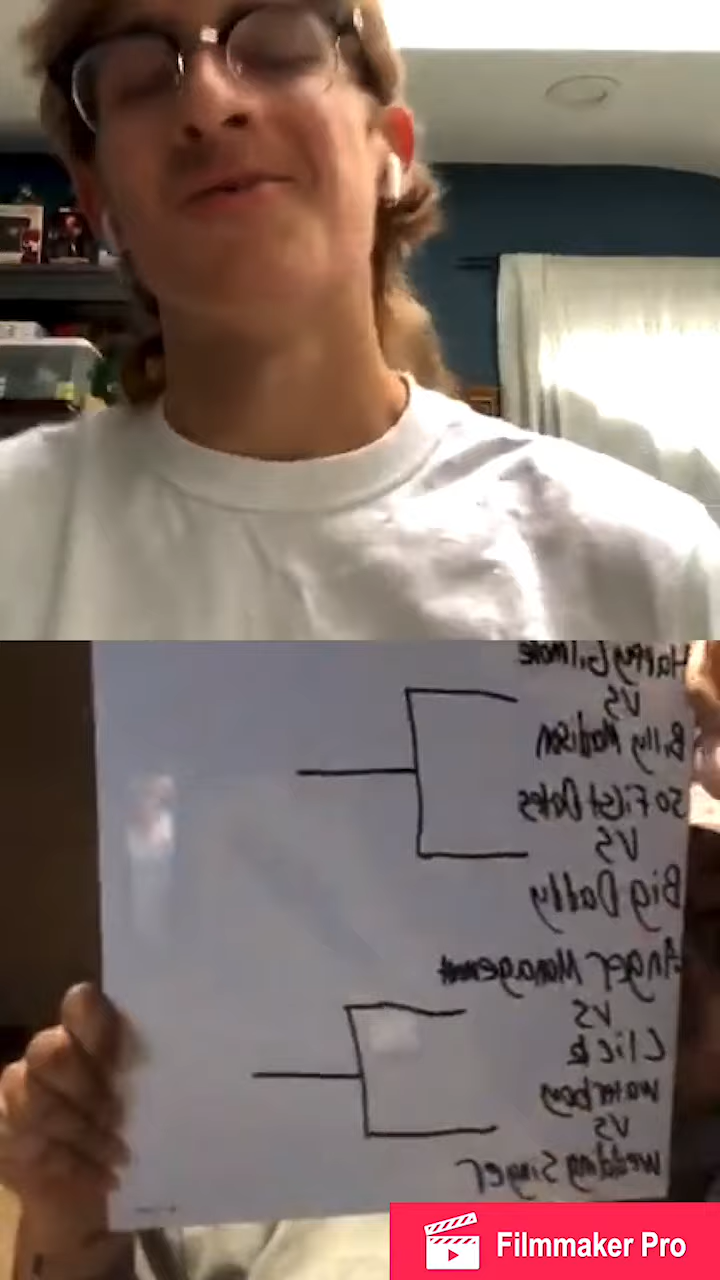 Happy Gilmore
VS
Billy Madison
50 First Dates
VS
Big Daddy
Anger Management
VS
Click
Waterboy
VS
Wedding Singer
Filmmaker Pro